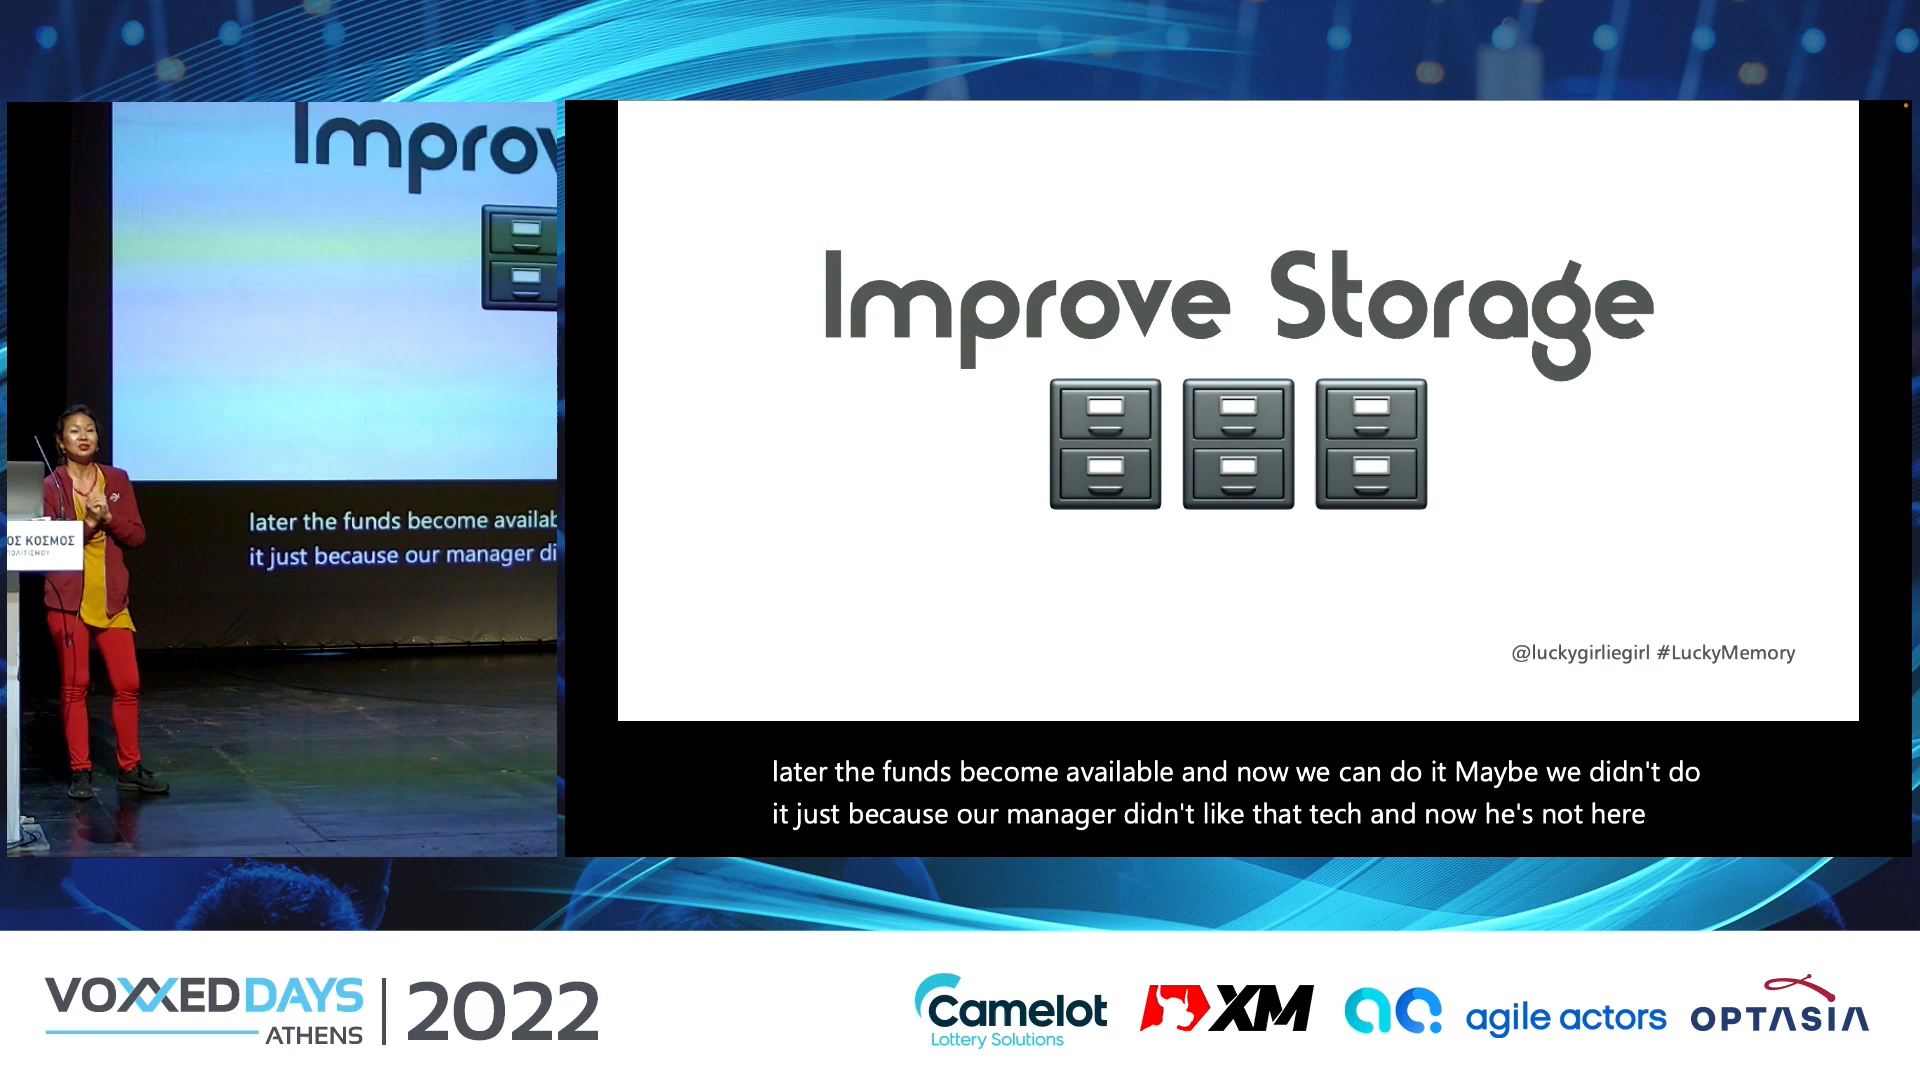 Improv
later the funds become availab
it just because our manager di
ΟΣ ΚΟΣΜΟΣ
ΠΟΛΙΤΙΣΜΟΥ
Improve Storage
@luckygirliegirl #LuckyMemory
later the funds become available and now we can do it Maybe we didn't do
it just because our manager didn't like that tech and now he's not here
VOXXEDDAYS
ATHENS
2022
Camelot
Lottery Solutions
XM
agile actors
OPTASIA